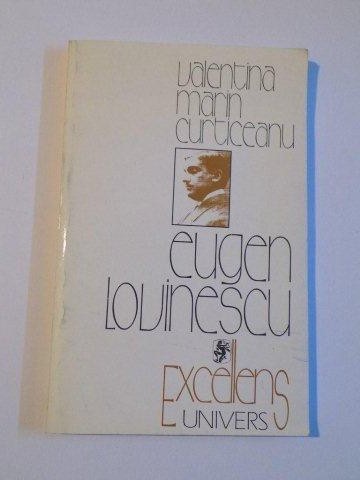 valentina
marin
curticeanu
eugen
lovinescu
Excellens
UNIVERS